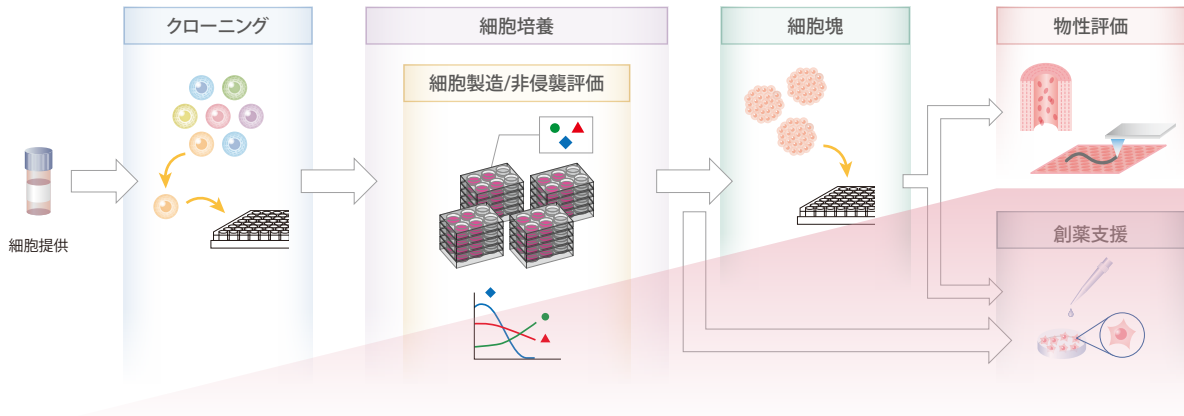 クローニング
細胞培養
細胞塊
物性評価
細胞製造/非侵襲評価
細胞提供
創薬支援